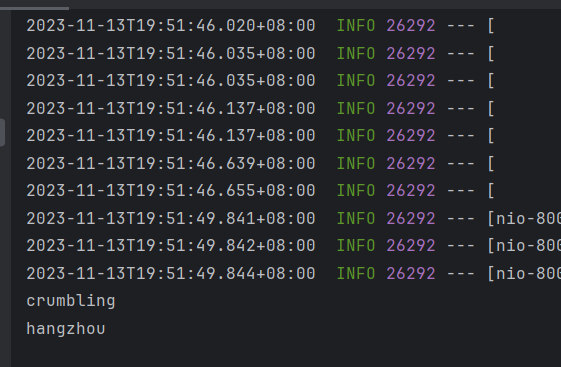 2023-11-13T19:51:46.020+08:00  INFO 26292 --- [
2023-11-13T19:51:46.035+08:00  INFO 26292 --- [
2023-11-13T19:51:46.035+08:00  INFO 26292 --- [
2023-11-13T19:51:46.137+08:00  INFO 26292 --- [
2023-11-13T19:51:46.137+08:00  INFO 26292 --- [
2023-11-13T19:51:46.639+08:00  INFO 26292 --- [
2023-11-13T19:51:46.655+08:00  INFO 26292 --- [
2023-11-13T19:51:49.841+08:00  INFO 26292 --- [nio-800
2023-11-13T19:51:49.842+08:00  INFO 26292 --- [nio-800
2023-11-13T19:51:49.844+08:00  INFO 26292 --- [nio-800
crumbling
hangzhou